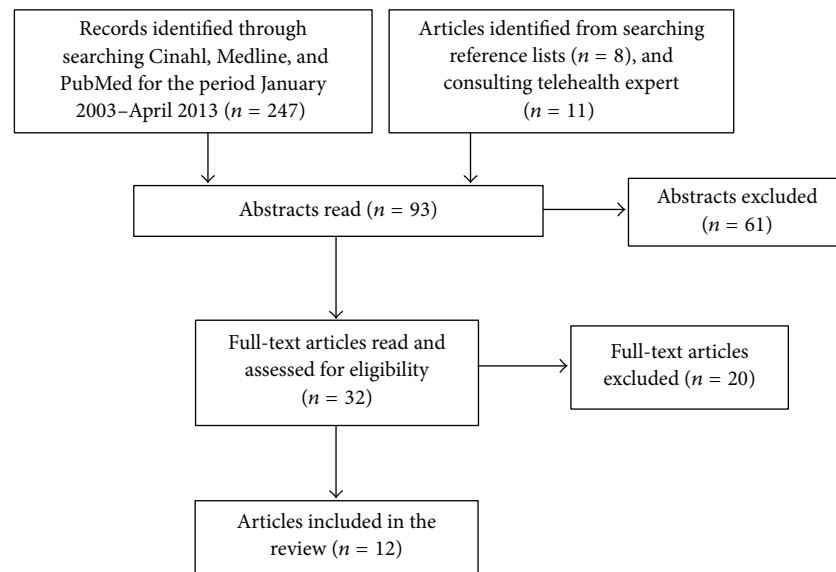 Records identified through
searching Cinahl, Medline, and
PubMed for the period January
2003–April 2013 (n = 247)
Articles identified from searching
reference lists (n = 8), and
consulting telehealth expert
(n = 11)
Abstracts read (n = 93)
Abstracts excluded
(n = 61)
Full-text articles read and
assessed for eligibility
(n = 32)
Full-text articles
excluded (n = 20)
Articles included in the
review (n = 12)